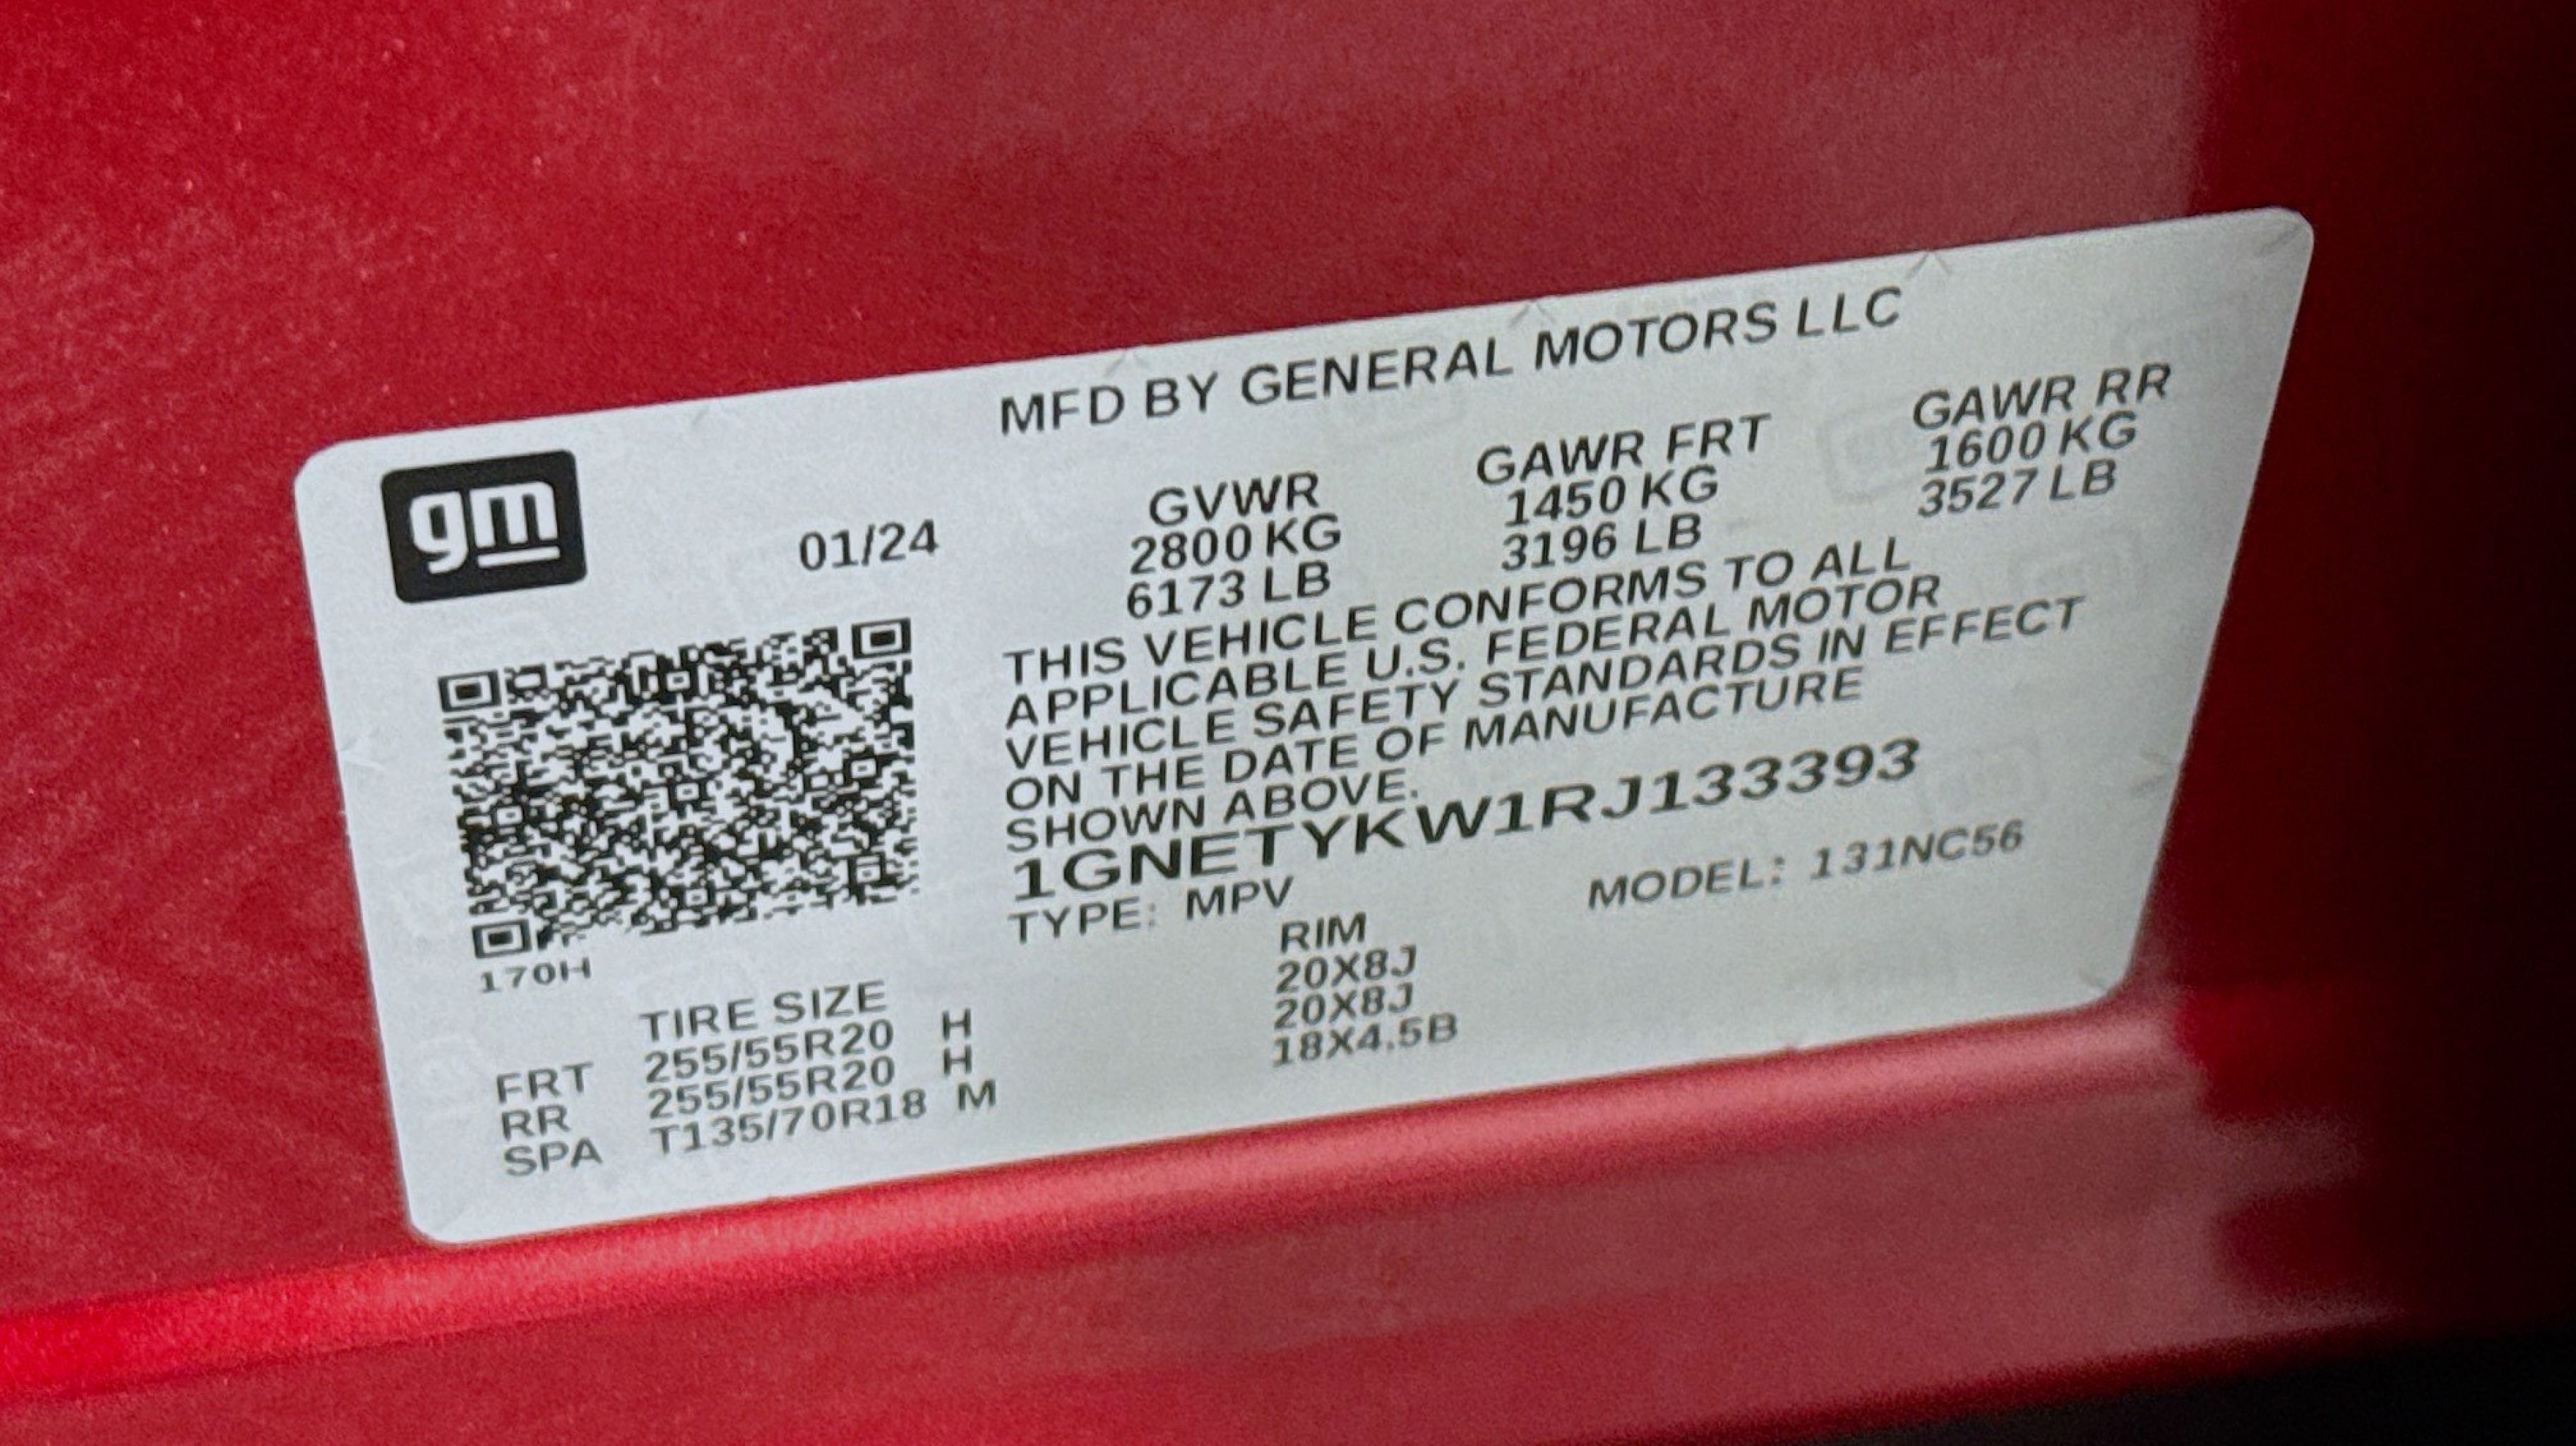 MFD BY GENERAL MOTORS LLC
gm
01/24
GVWR GAWR FRT GAWR RR
2800 KG 1450 KG 1600 KG
6173 LB 3196 LB 3527 LB
THIS VEHICLE CONFORMS TO ALL
APPLICABLE U.S. FEDERAL MOTOR
VEHICLE SAFETY STANDARDS IN EFFECT
ON THE DATE OF MANUFACTURE
SHOWN ABOVE.
1GNETYKW1RJ133393
TYPE: MPV MODEL: 131NC56
170H
TIRE SIZE RIM
FRT 255/55R20 H 20X8J
RR 255/55R20 H 20X8J
SPA T135/70R18 M 18X4.5B